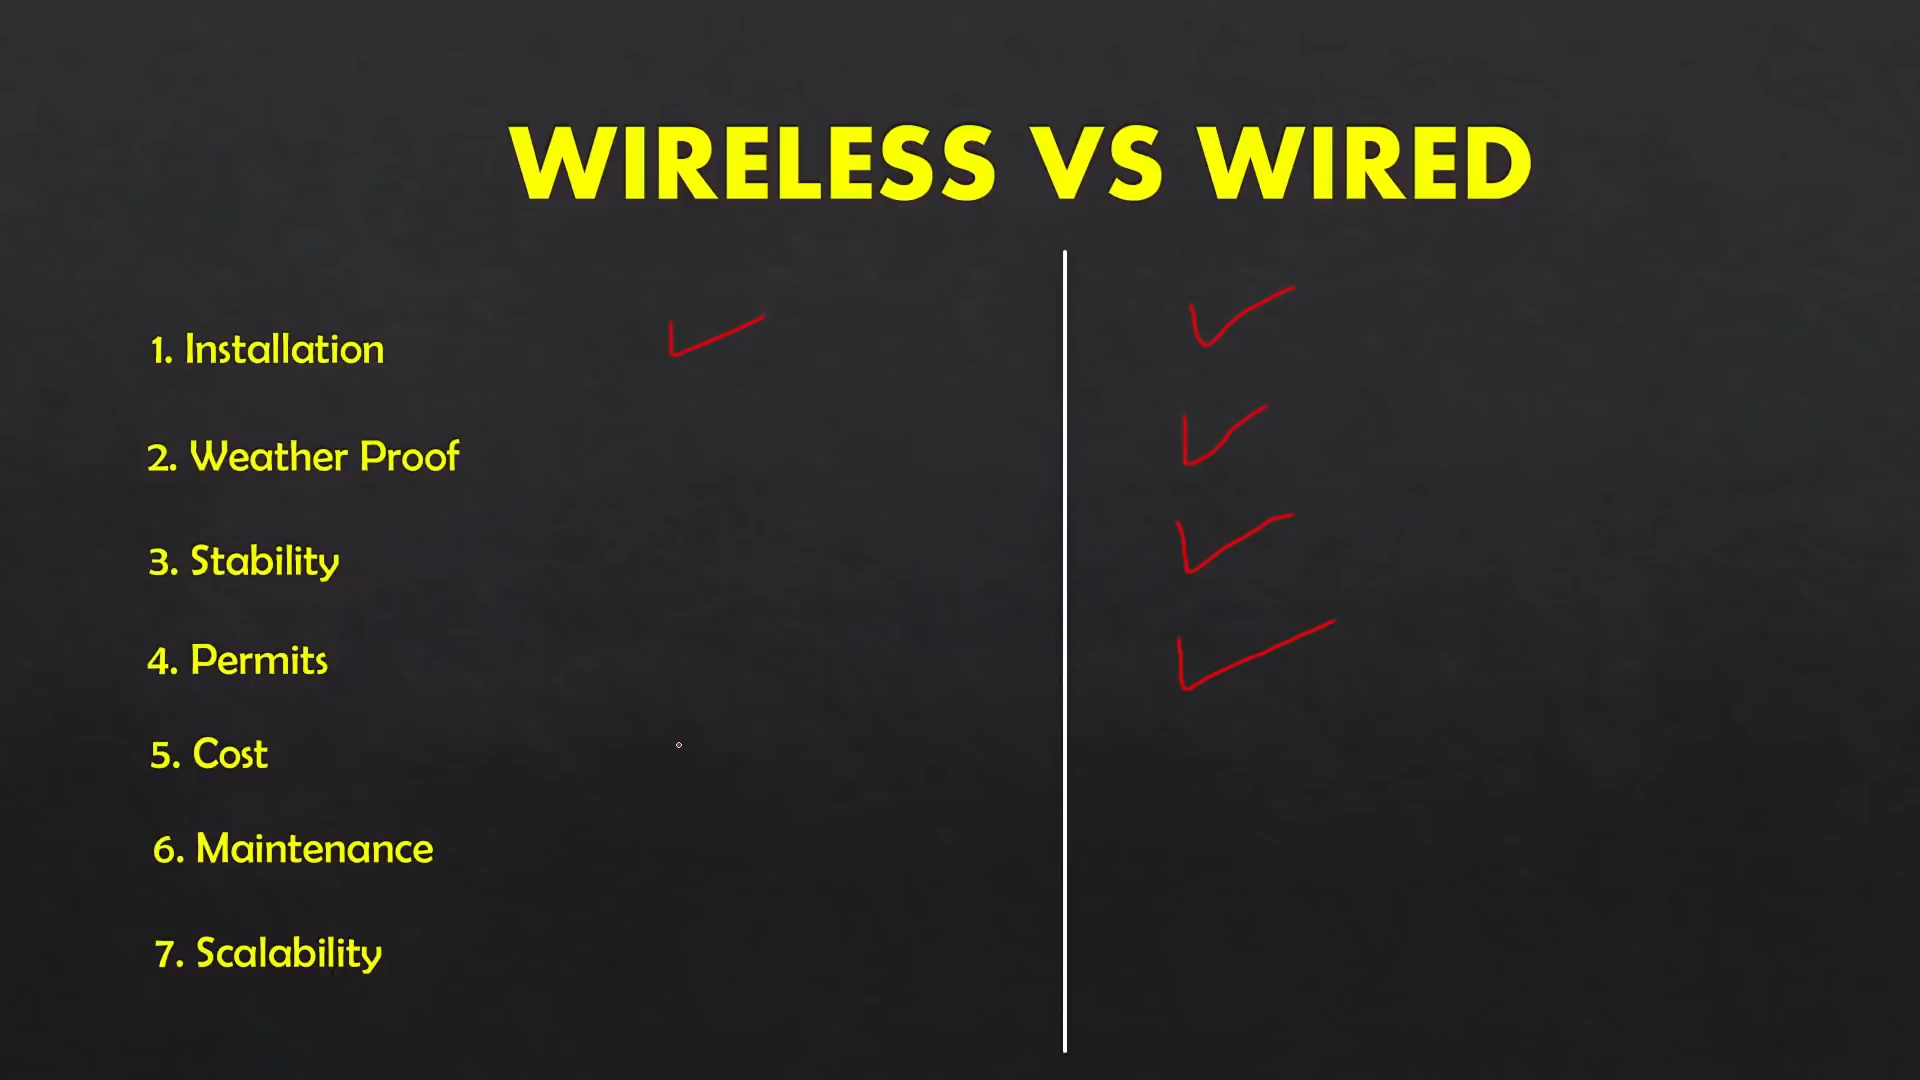 WIRELESS VS WIRED
1. Installation
2. Weather Proof
3. Stability
4. Permits
5. Cost
6. Maintenance
7. Scalability